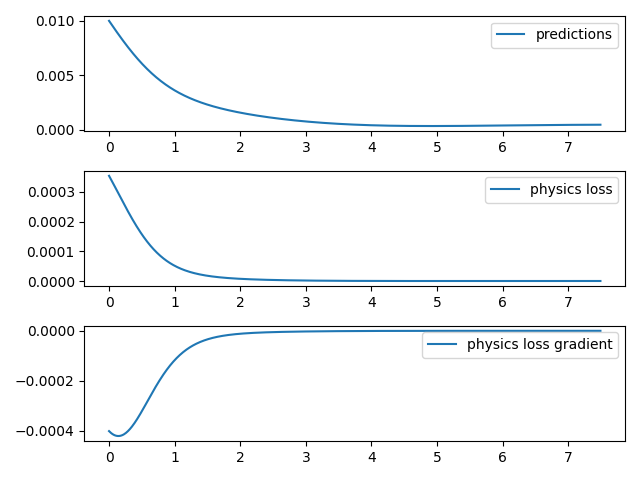 0.010
0.005
0.000
predictions
0 1 2 3 4 5 6 7
0.0003
0.0002
0.0001
0.0000
physics loss
0 1 2 3 4 5 6 7
0.0000
−0.0002
−0.0004
physics loss gradient
0 1 2 3 4 5 6 7